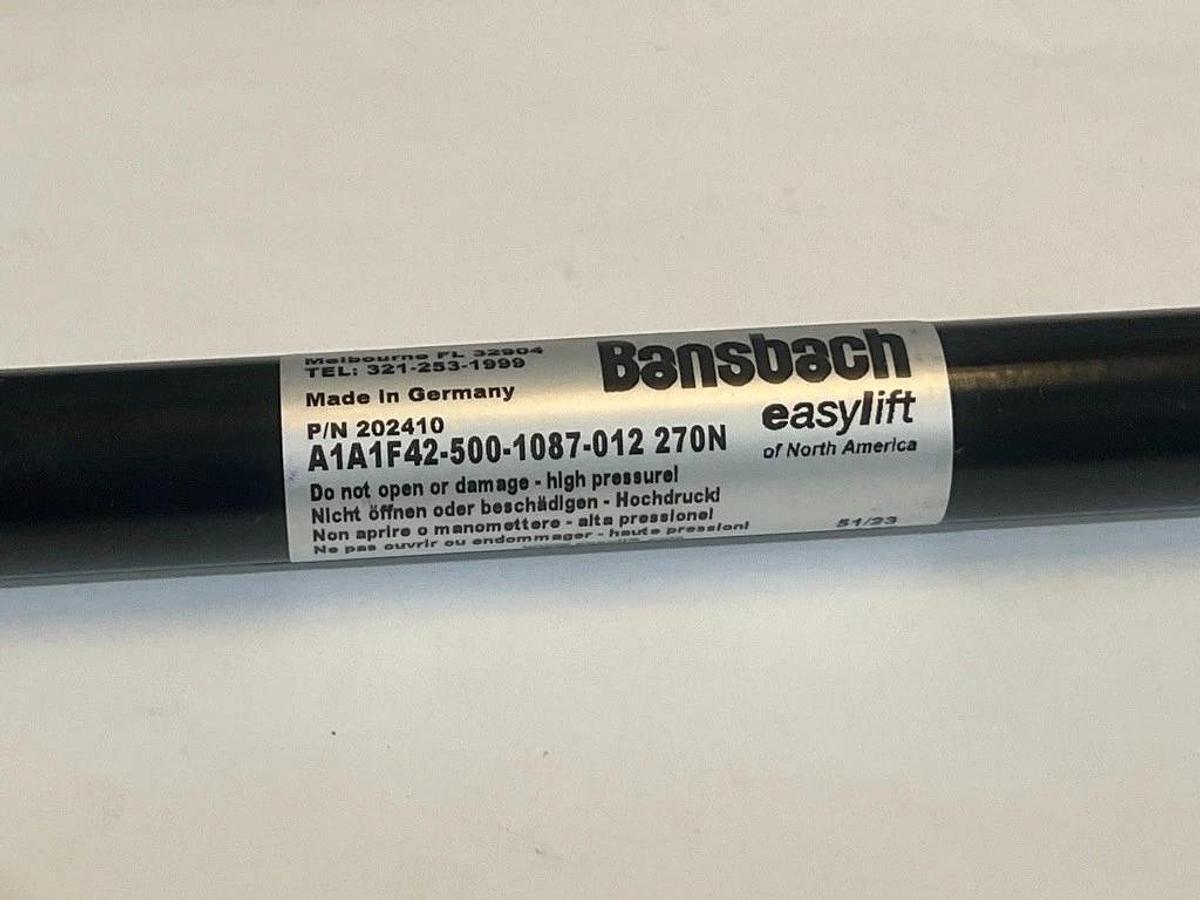 Melbourne FL 32904
TEL: 321-253-1999
Made in Germany
P/N 202410
A1A1F42-500-1087-012 270N
Do not open or damage - high pressure!
Nicht öffnen oder beschädigen - Hochdruck!
Non aprire o manomettere - alta pressione!
Ne pas ouvrir ou endommager - haute pression!
Bansbach
easylift
of North America
51/23